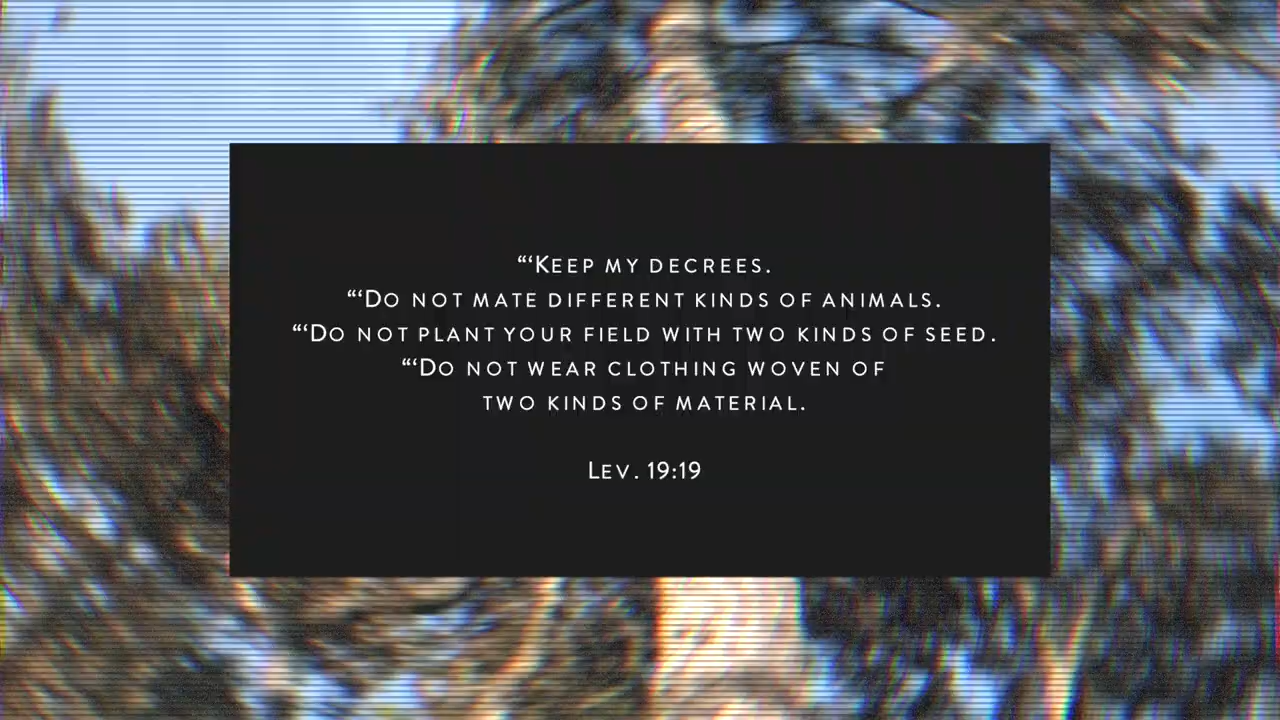 “‘Keep my decrees.
“‘Do not mate different kinds of animals.
“‘Do not plant your field with two kinds of seed.
“‘Do not wear clothing woven of
two kinds of material.
Lev. 19:19